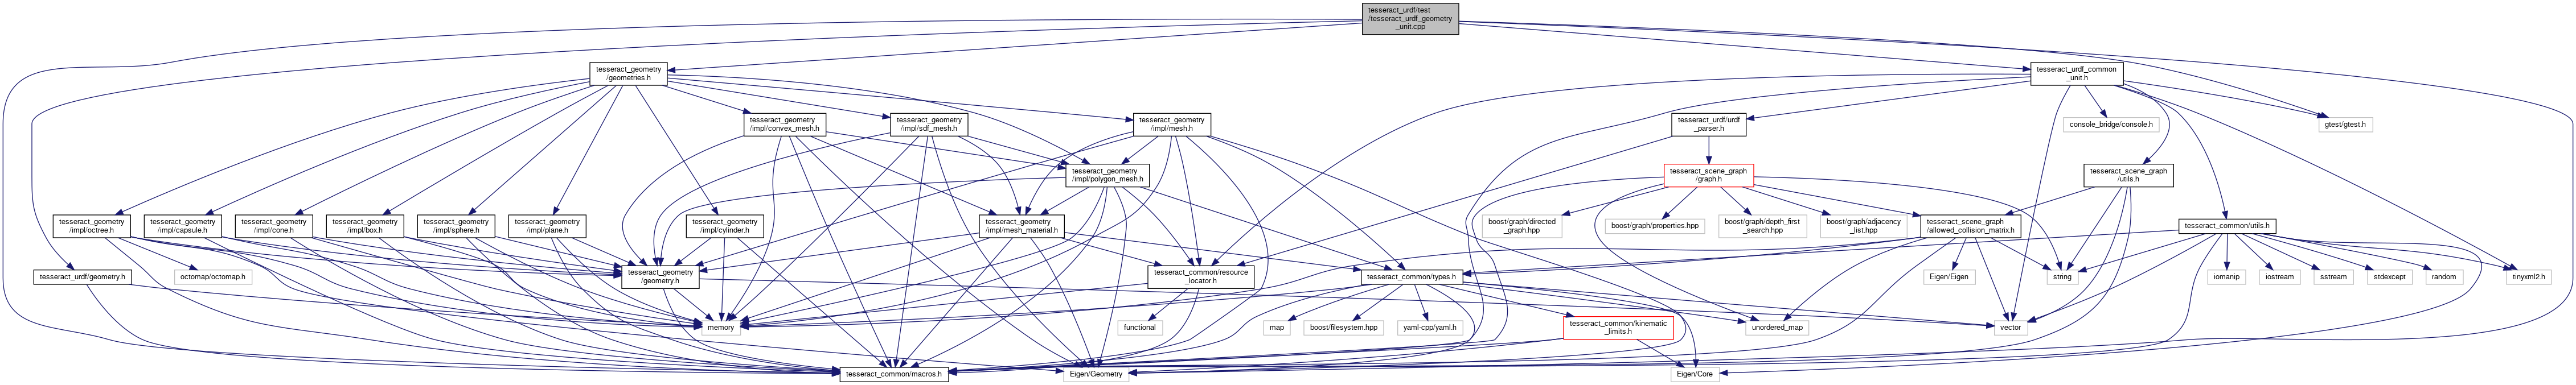 tesseract_urdf/test
/tesseract_urdf_geometry
_unit.cpp
tesseract_geometry
/geometries.h
tesseract_urdf_common
_unit.h
tesseract_geometry
/impl/convex_mesh.h
tesseract_geometry
/impl/sdf_mesh.h
tesseract_geometry
/impl/mesh.h
tesseract_urdf/urdf
_parser.h
console_bridge/console.h
gtest/gtest.h
tesseract_geometry
/impl/polygon_mesh.h
tesseract_scene_graph
/graph.h
tesseract_scene_graph
/utils.h
tesseract_geometry
/impl/octree.h
tesseract_geometry
/impl/capsule.h
tesseract_geometry
/impl/cone.h
tesseract_geometry
/impl/box.h
tesseract_geometry
/impl/sphere.h
tesseract_geometry
/impl/plane.h
tesseract_geometry
/impl/cylinder.h
tesseract_geometry
/impl/mesh_material.h
boost/graph/directed
_graph.hpp
boost/graph/properties.hpp
boost/graph/depth_first
_search.hpp
boost/graph/adjacency
_list.hpp
tesseract_scene_graph
/allowed_collision_matrix.h
tesseract_common/utils.h
tesseract_urdf/geometry.h
octomap/octomap.h
tesseract_geometry
/geometry.h
tesseract_common/resource
_locator.h
tesseract_common/types.h
Eigen/Eigen
string
iomanip
iostream
sstream
stdexcept
random
tinyxml2.h
memory
functional
map
boost/filesystem.hpp
yaml-cpp/yaml.h
tesseract_common/kinematic
_limits.h
unordered_map
vector
tesseract_common/macros.h
Eigen/Geometry
Eigen/Core